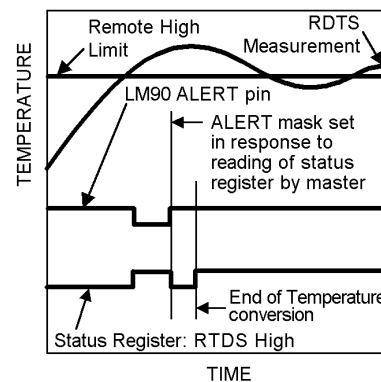 Remote High
Limit
RDTS
Measurement
TEMPERATURE
LM90 ALERT pin
ALERT mask set
in response to
reading of status
register by master
End of Temperature
conversion
Status Register: RTDS High
TIME